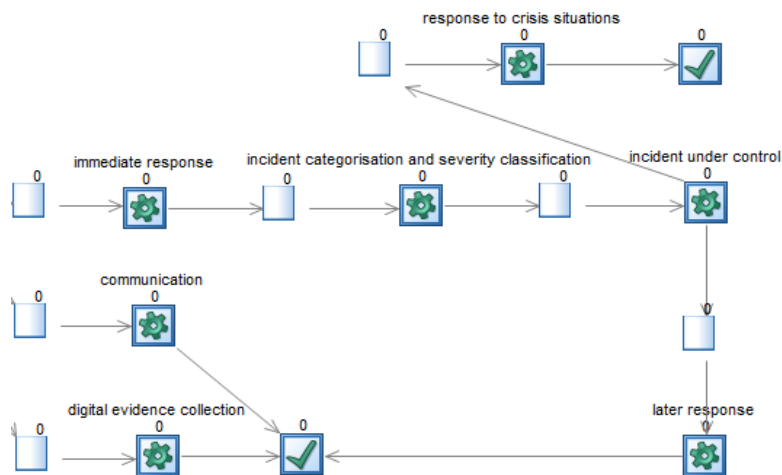 response to crisis situations
0
0
0
immediate response
incident categorisation and severity classification
incident under control
0
0
0
0
0
0
communication
0
0
0
digital evidence collection
later response
0
0
0
0